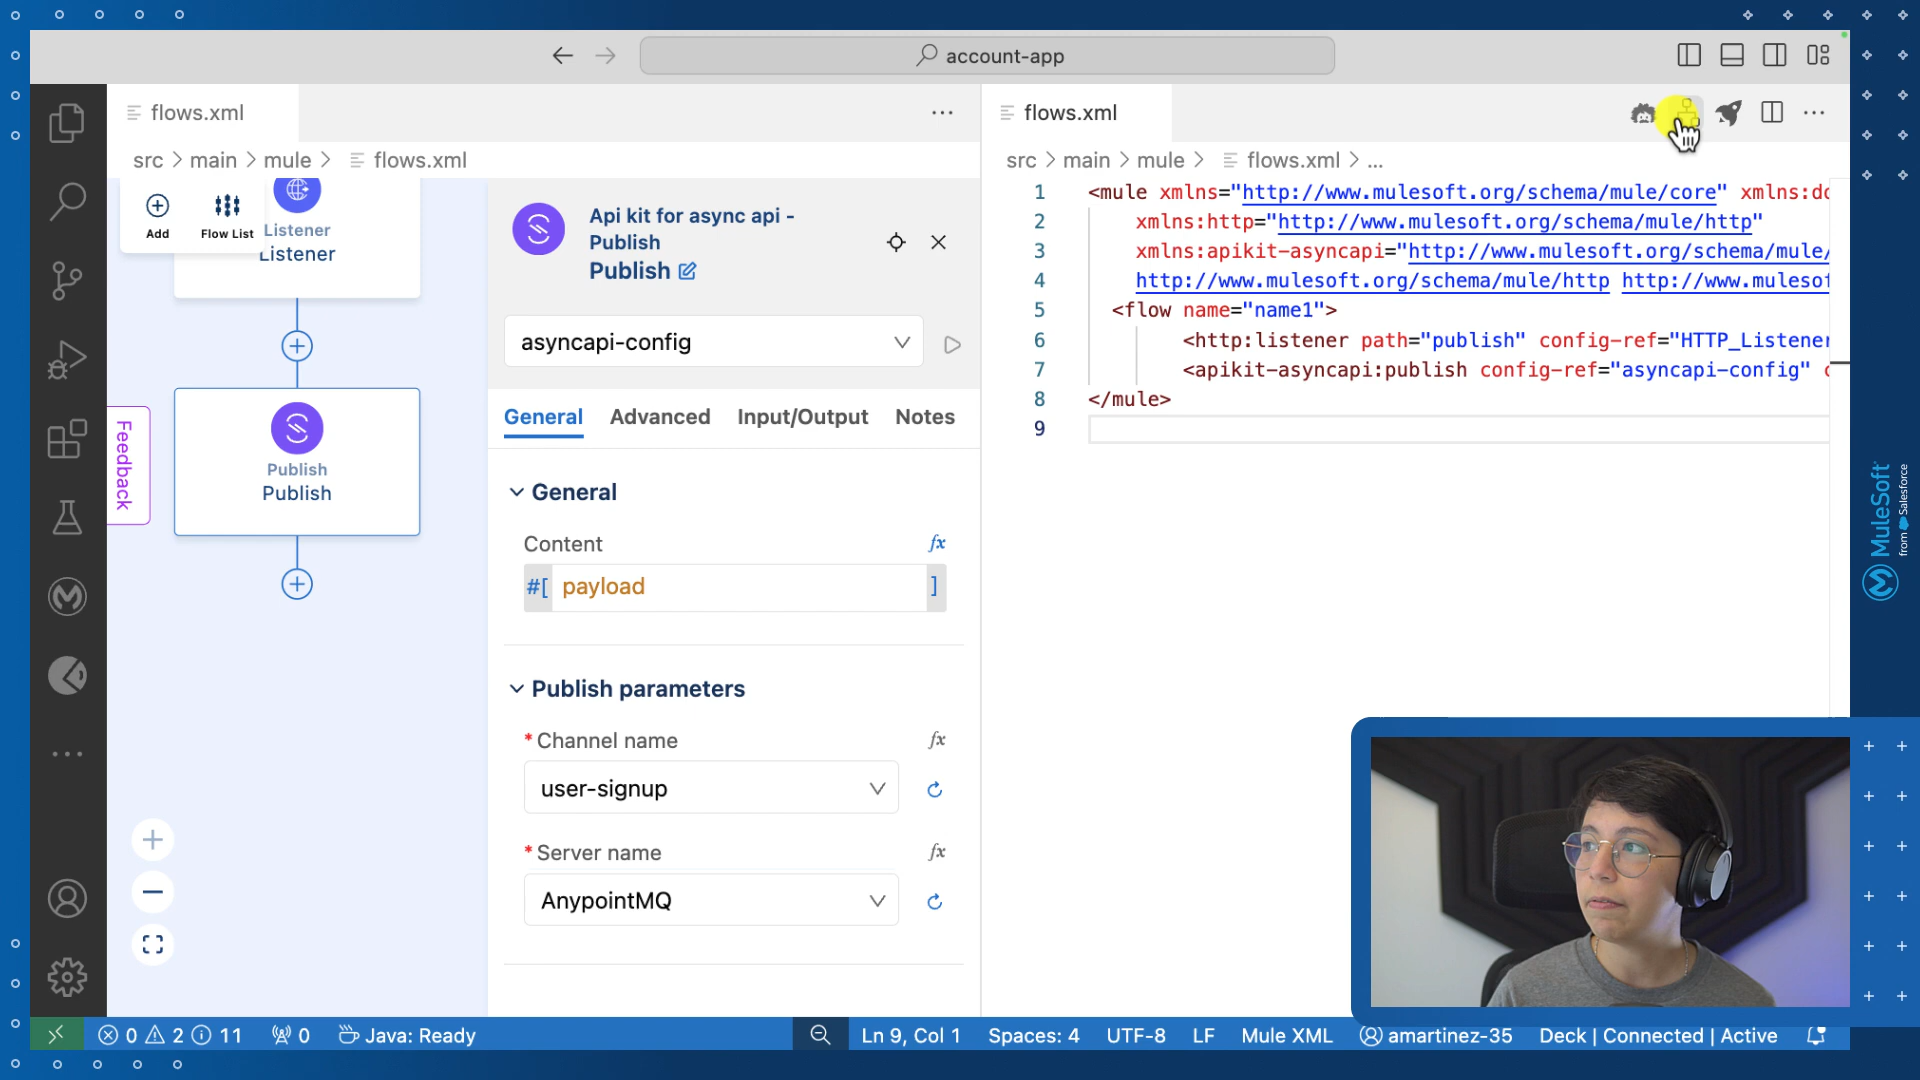 account-app
flows.xml
src > main > mule > flows.xml
Add
Flow List
Listener
Listener
Publish
Publish
Feedback
Api kit for async api -
Publish
Publish
asyncapi-config
General
Advanced
Input/Output
Notes
General
Content
fx
#[ payload ]
Publish parameters
* Channel name
fx
user-signup
* Server name
fx
AnypointMQ
flows.xml
src > main > mule > flows.xml > ...
1 <mule xmlns="http://www.mulesoft.org/schema/mule/core" xmlns:do
2 xmlns:http="http://www.mulesoft.org/schema/mule/http"
3 xmlns:apikit-asyncapi="http://www.mulesoft.org/schema/mule/
4 http://www.mulesoft.org/schema/mule/http http://www.mulesof
5 <flow name="name1">
6 <http:listener path="publish" config-ref="HTTP_Listener
7 <apikit-asyncapi:publish config-ref="asyncapi-config"
8 </mule>
9
MuleSoft
from Salesforce
0 2 11 0 Java: Ready
Ln 9, Col 1 Spaces: 4 UTF-8 LF Mule XML amartinez-35 Deck | Connected | Active